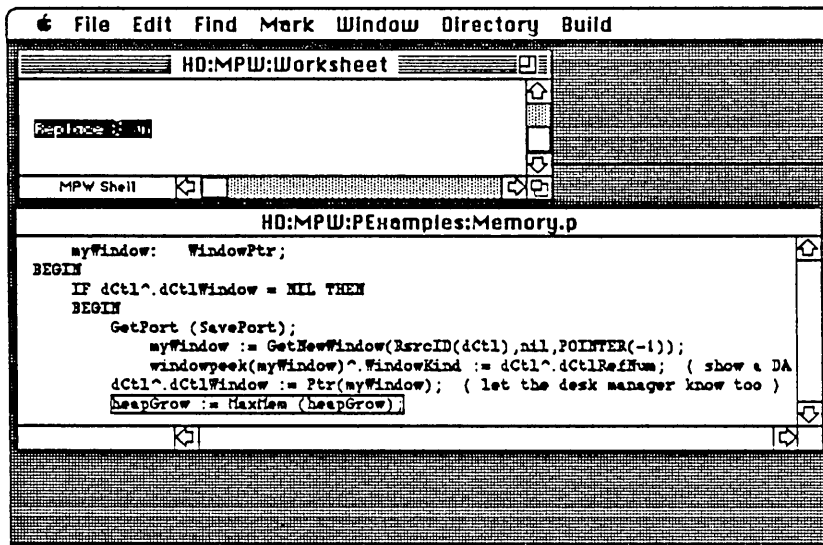 File Edit Find Mark Window Directory Build
HD:MPW:Worksheet
Replace § ∞
MPW Shell
HD:MPW:PExamples:Memory.p
myWindow: WindowPtr;
BEGIN
IF dCtl^.dCtlWindow = NIL THEN
BEGIN
GetPort (SavePort);
myWindow := GetNewWindow(RsrcID(dCtl),nil,POINTER(-1));
windowpeek(myWindow)^.WindowKind := dCtl^.dCtlRefNum; ( show a DA
dCtl^.dCtlWindow := Ptr(myWindow); ( let the desk manager know too )
heapGrow := MaxMem (heapGrow);